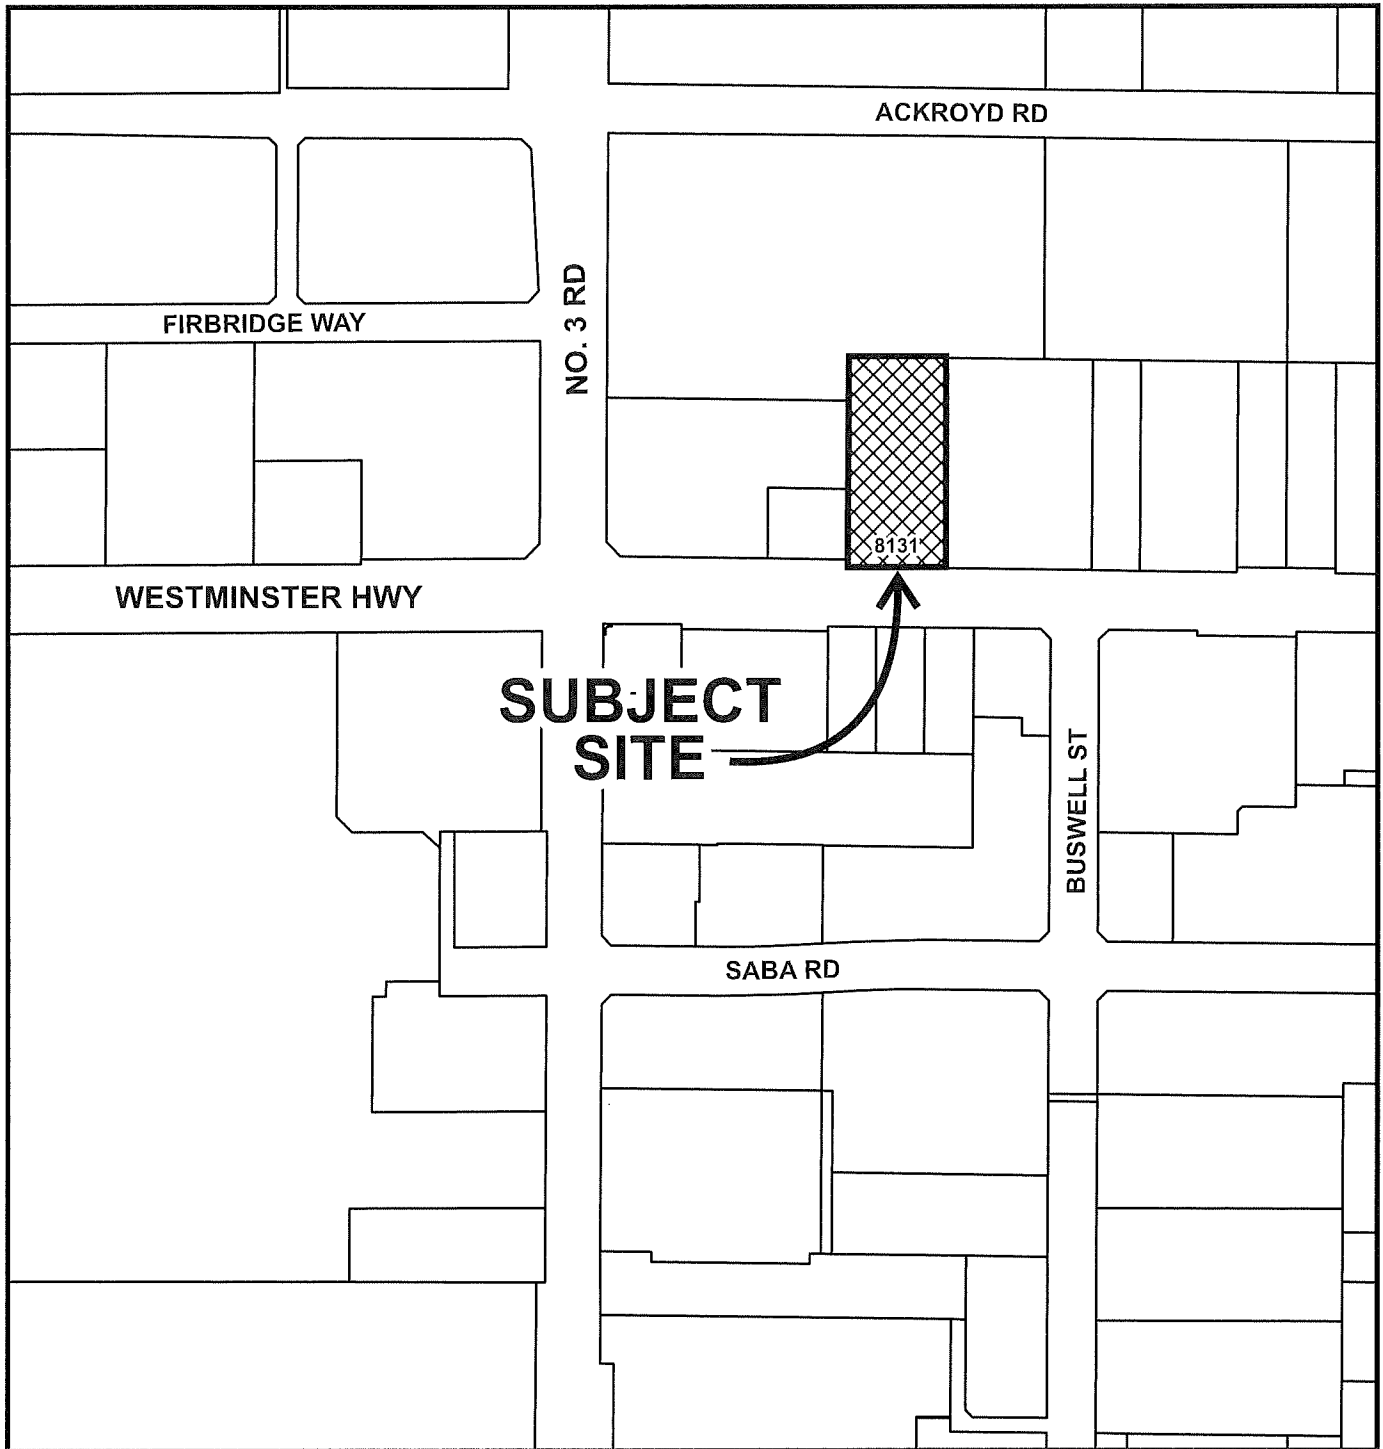 ACKROYD RD
FIRBRIDGE WAY
NO. 3 RD
8131
WESTMINSTER HWY
SUBJECT
SITE
BUSWELL ST
SABA RD